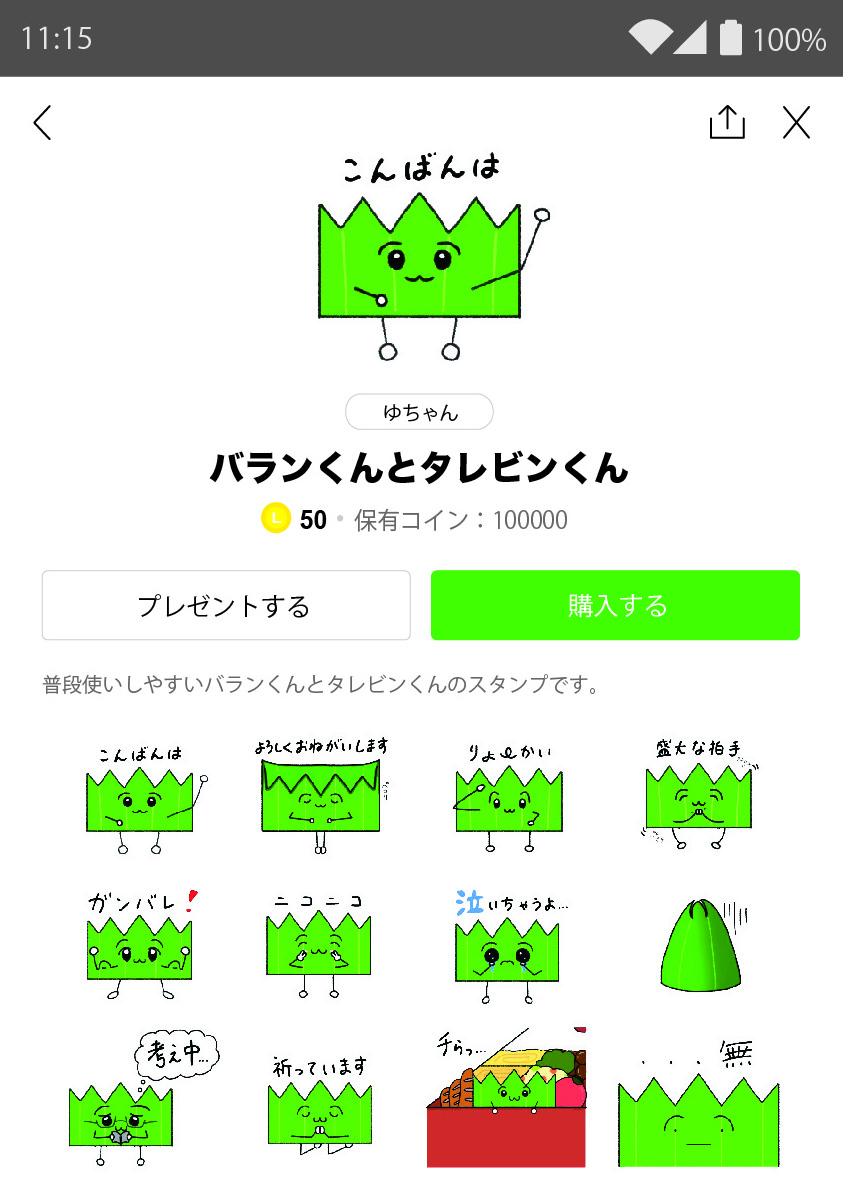 11:15
100%
こんばんは
ゆちゃん
バランくんとタレビンくん
L 50・保有コイン：100000
プレゼントする
購入する
普段使いしやすいバランくんとタレビンくんのスタンプです。
こんばんは
よろしくおねがいします
りょーかい
盛大な拍手
ガンバレ！
ニコニコ
泣いちゃうよ…
考え中…
祈っています
チらっ…
...無